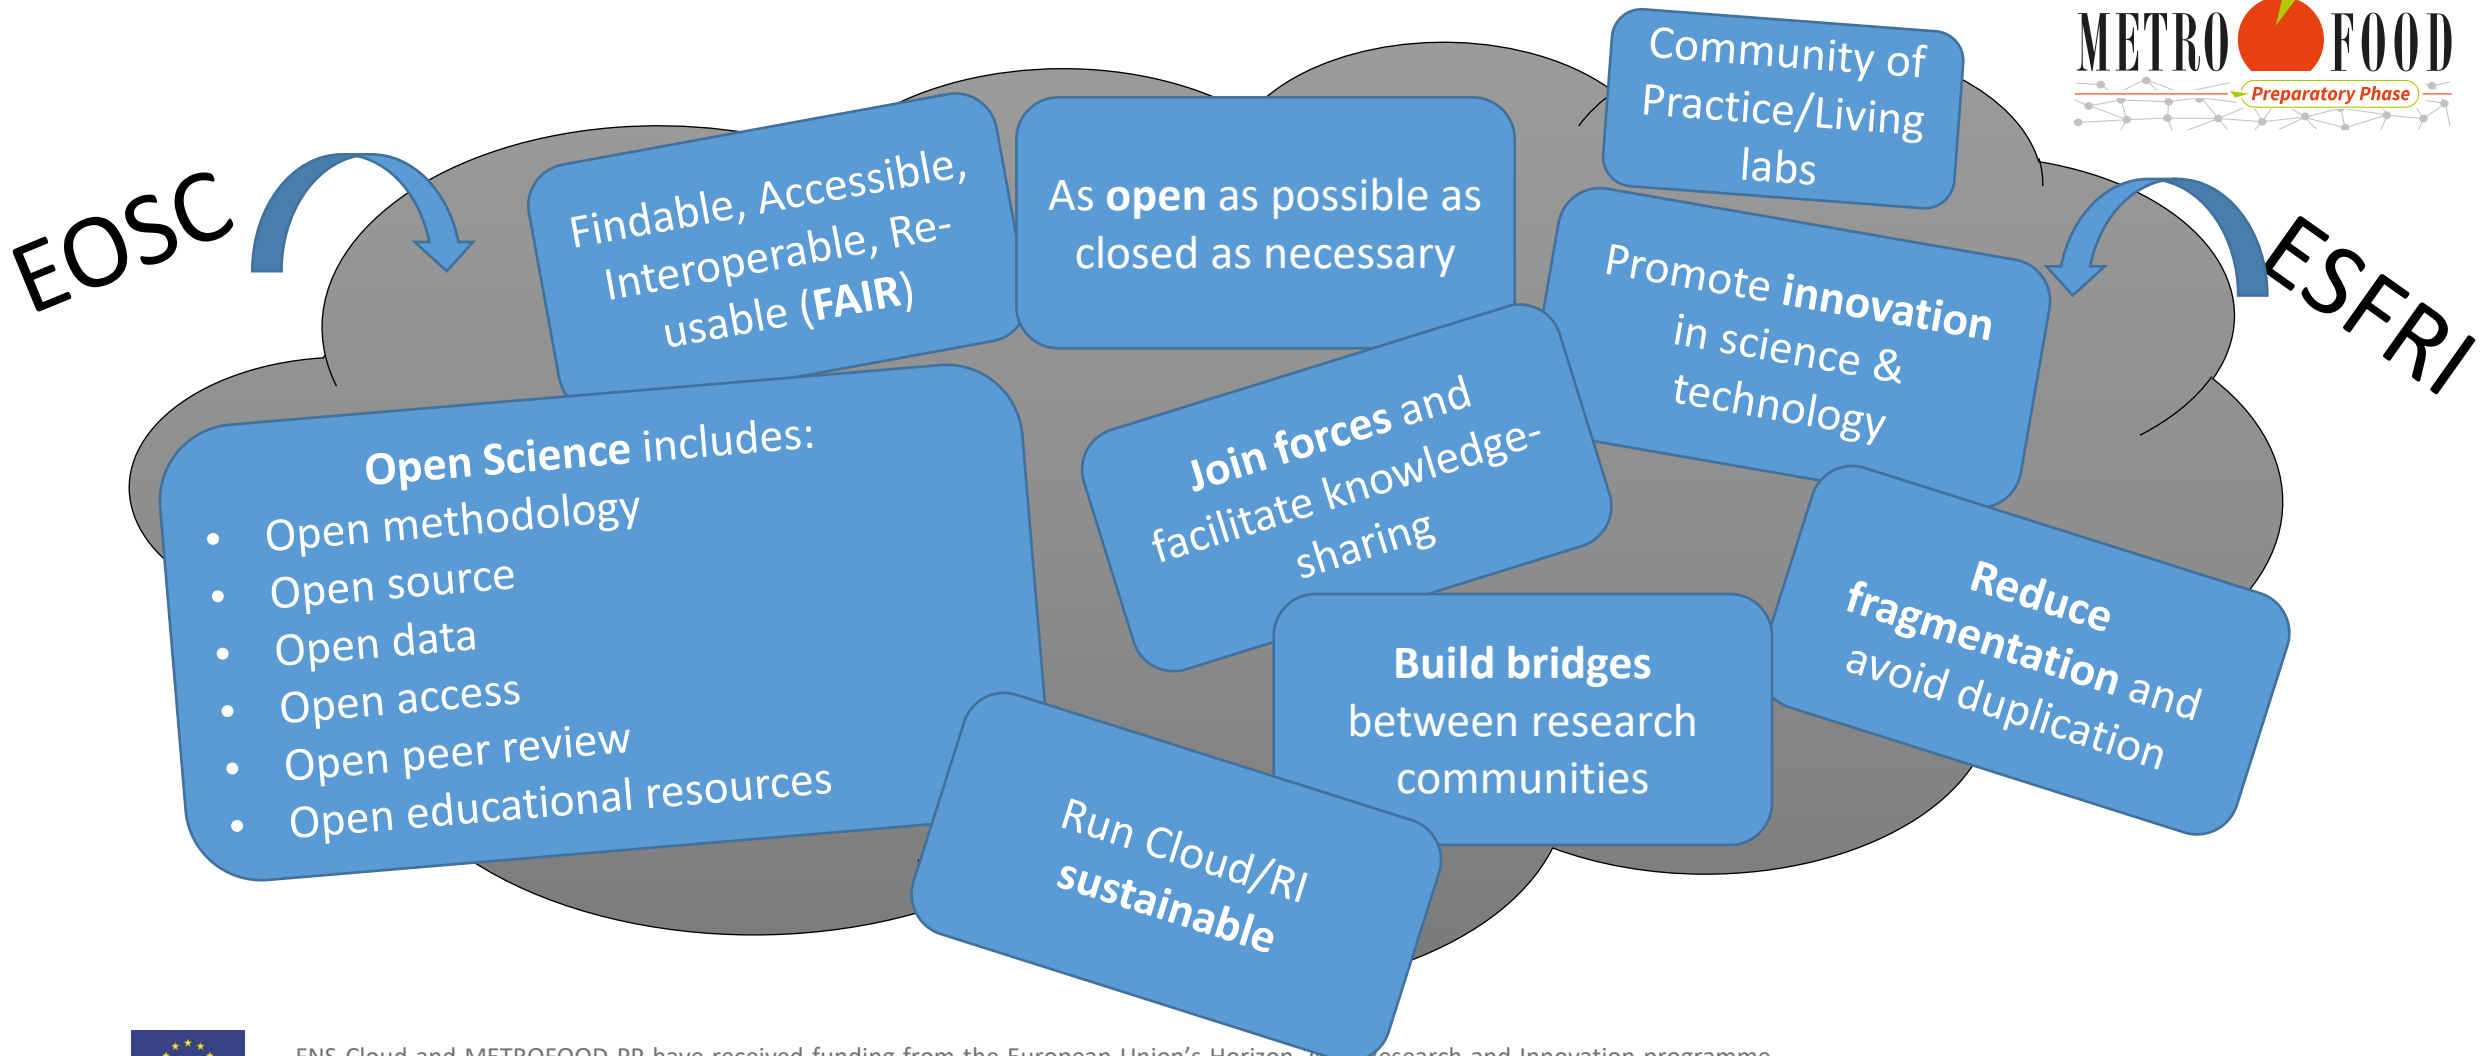 METRO FOOD
Preparatory Phase
EOSC
ESFRI
Findable, Accessible,
Interoperable, Re-
usable (FAIR)
As open as possible as
closed as necessary
Community of
Practice/Living
labs
Promote innovation
in science &
technology
Open Science includes:
• Open methodology
• Open source
• Open data
• Open access
• Open peer review
• Open educational resources
Join forces and
facilitate knowledge-
sharing
Reduce
fragmentation and
avoid duplication
Build bridges
between research
communities
Run Cloud/RI
sustainable
FNS-Cloud and METROFOOD-PP have received funding from the European Union's Horizon and Innovation programme